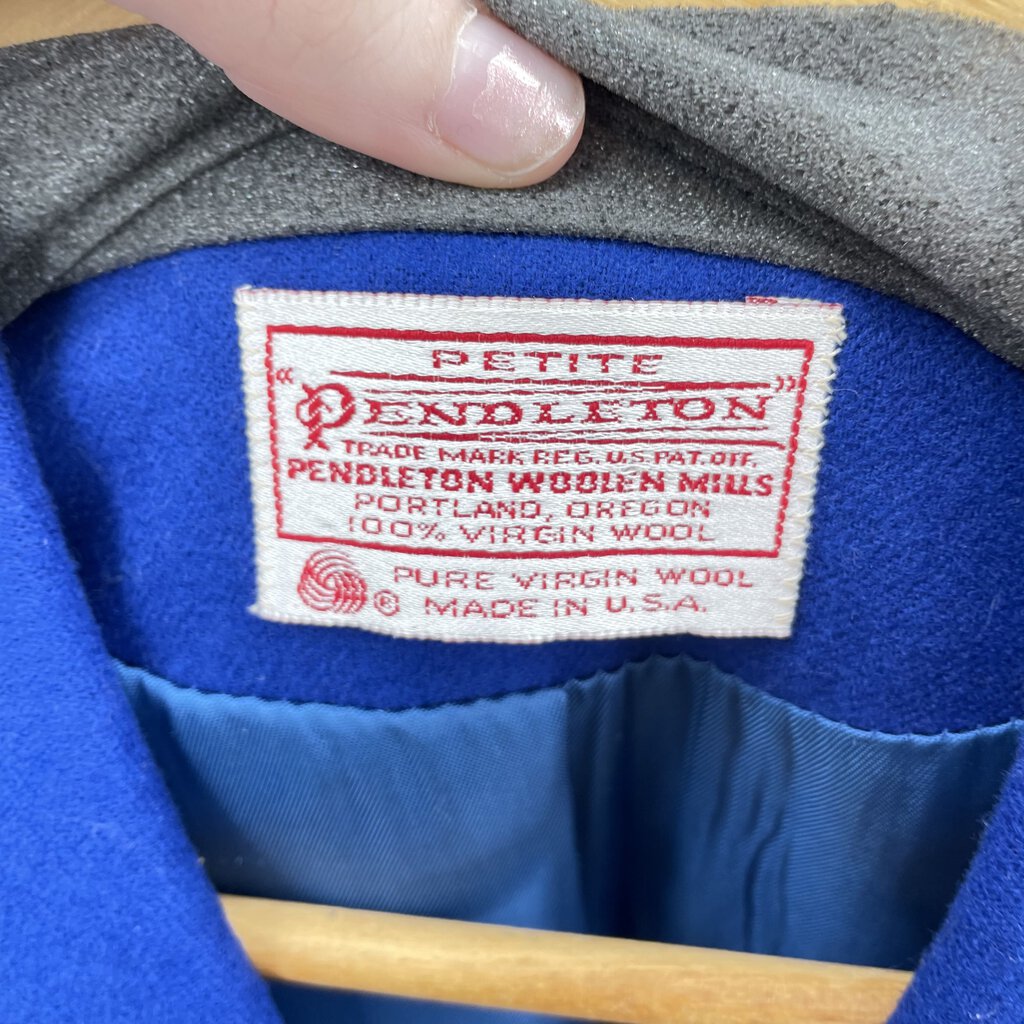 PETITE
"PENDLETON"
TRADE MARK REG. U.S. PAT. OFF.
PENDLETON WOOLEN MILLS
PORTLAND, OREGON
100% VIRGIN WOOL
PURE VIRGIN WOOL
® MADE IN U.S.A.